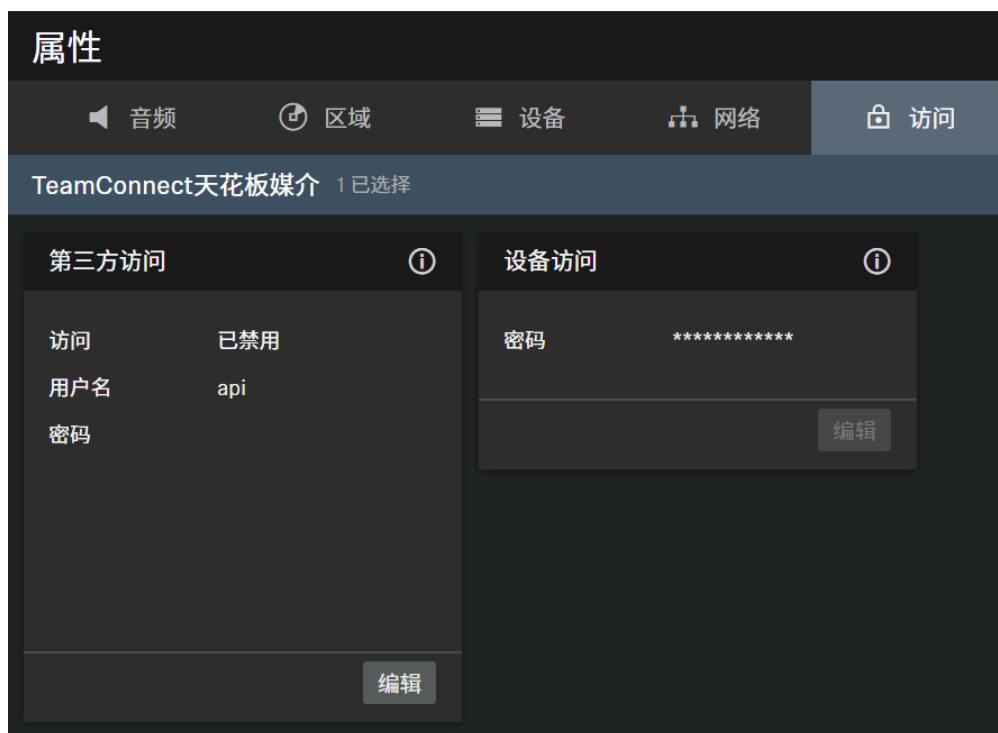 属性
音频 区域 设备 网络 访问
TeamConnect天花板媒介 1 已选择
第三方访问
访问 已禁用
用户名 api
密码
编辑
设备访问
密码 ************
编辑